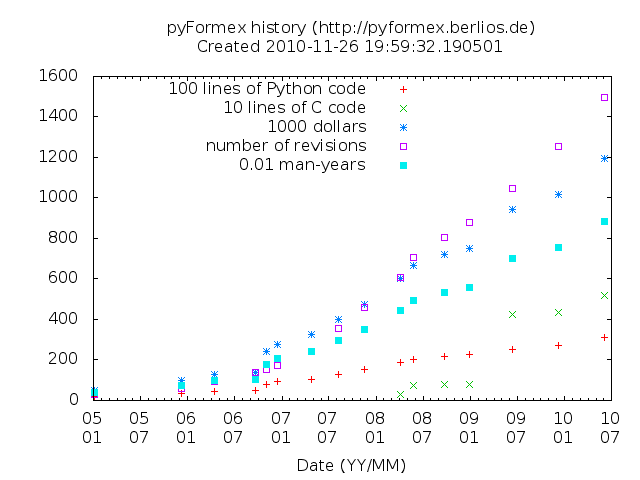 pyFormex history (http://pyformex.berlios.de)
Created 2010-11-26 19:59:32.190501
1600
1400
1200
1000
800
600
400
200
0
100 lines of Python code
10 lines of C code
1000 dollars
number of revisions
0.01 man-years
05 05 06 06 07 07 08 08 09 09 10 10
01 07 01 07 01 07 01 07 01 07 01 07
Date (YY/MM)